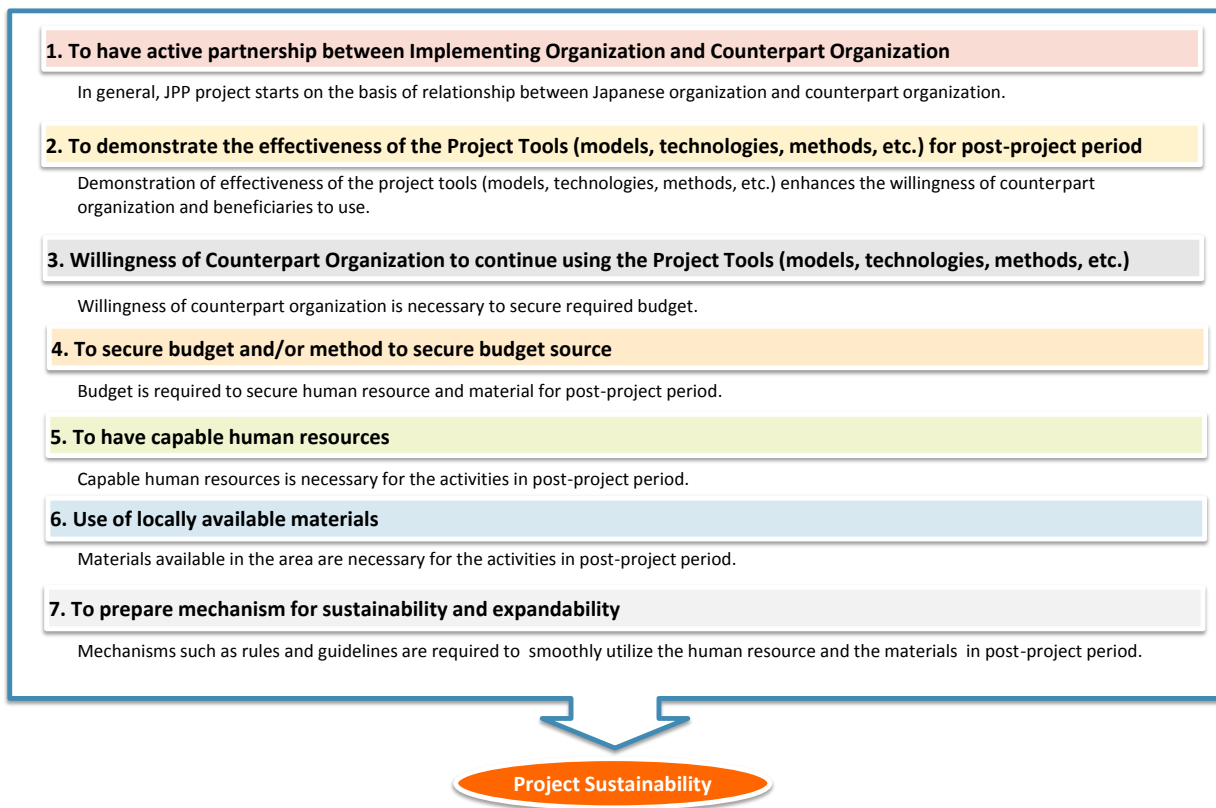 1. To have active partnership between Implementing Organization and Counterpart Organization
In general, JPP project starts on the basis of relationship between Japanese organization and counterpart organization.
2. To demonstrate the effectiveness of the Project Tools (models, technologies, methods, etc.) for post-project period
Demonstration of effectiveness of the project tools (models, technologies, methods, etc.) enhances the willingness of counterpart
organization and beneficiaries to use.
3. Willingness of Counterpart Organization to continue using the Project Tools (models, technologies, methods, etc.)
Willingness of counterpart organization is necessary to secure required budget.
4. To secure budget and/or method to secure budget source
Budget is required to secure human resource and material for post-project period.
5. To have capable human resources
Capable human resources is necessary for the activities in post-project period.
6. Use of locally available materials
Materials available in the area are necessary for the activities in post-project period.
7. To prepare mechanism for sustainability and expandability
Mechanisms such as rules and guidelines are required to smoothly utilize the human resource and the materials in post-project period.
Project Sustainability